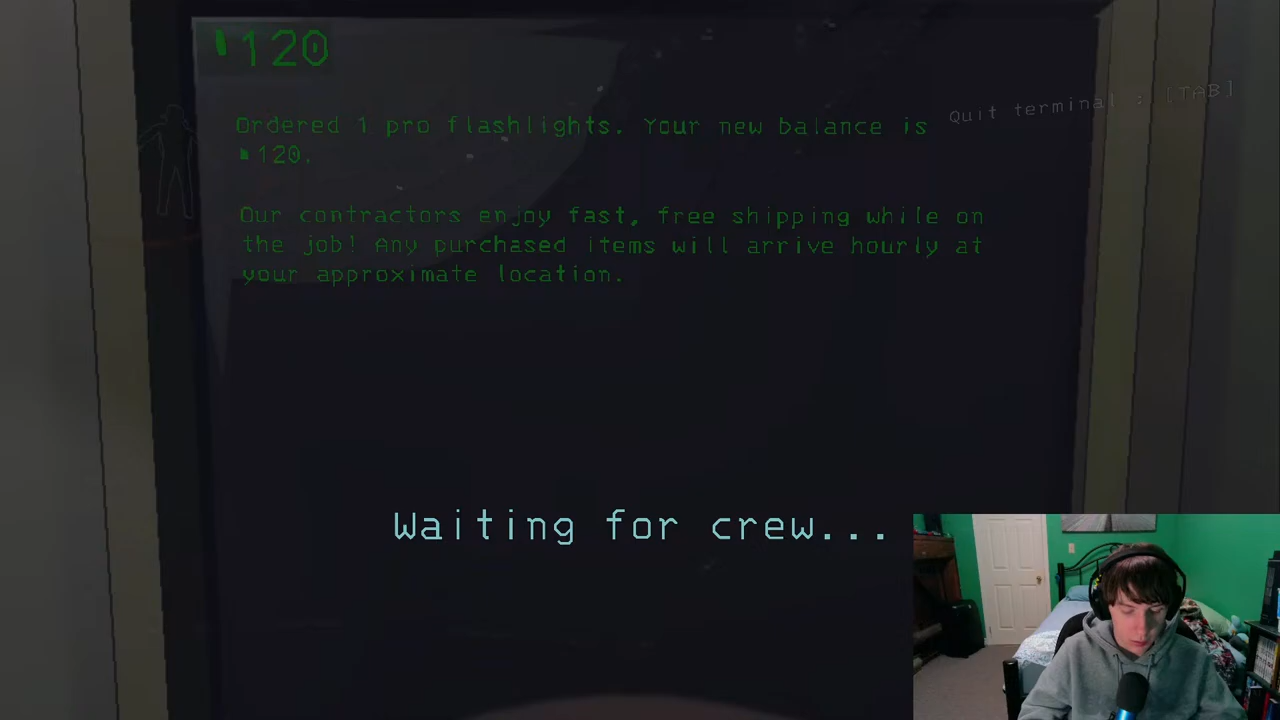 ▮120
Quit terminal : [TAB]
Ordered 1 pro flashlights. Your new balance is
▮120.
Our contractors enjoy fast, free shipping while on
the job! Any purchased items will arrive hourly at
your approximate location.
Waiting for crew...